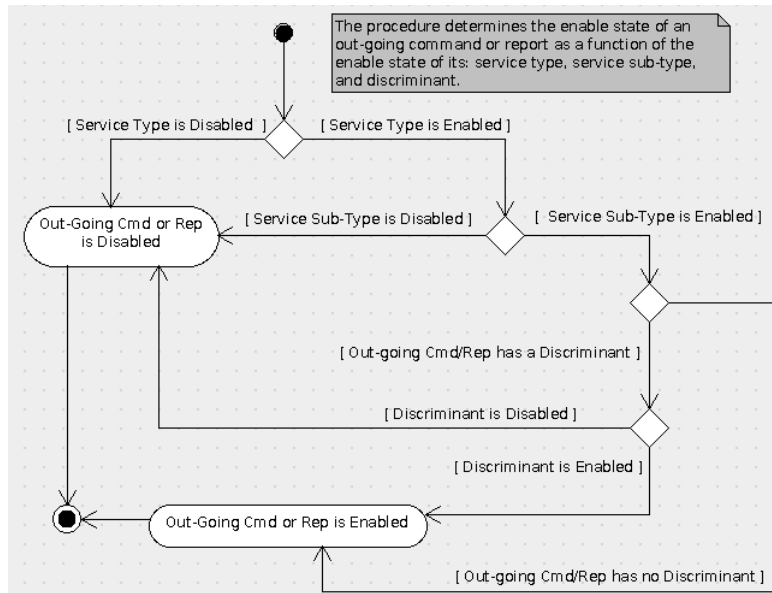 The procedure determines the enable state of an
out-going command or report as a function of the
enable state of its: service type, service sub-type,
and discriminant.
[ Service Type is Disabled ]
[ Service Type is Enabled ]
Out-Going Cmd or Rep
is Disabled
[ Service Sub-Type is Disabled ]
[ Service Sub-Type is Enabled ]
[ Out-going Cmd/Rep has a Discriminant ]
[ Discriminant is Disabled ]
[ Discriminant is Enabled ]
Out-Going Cmd or Rep is Enabled
[ Out-going Cmd/Rep has no Discriminant ]